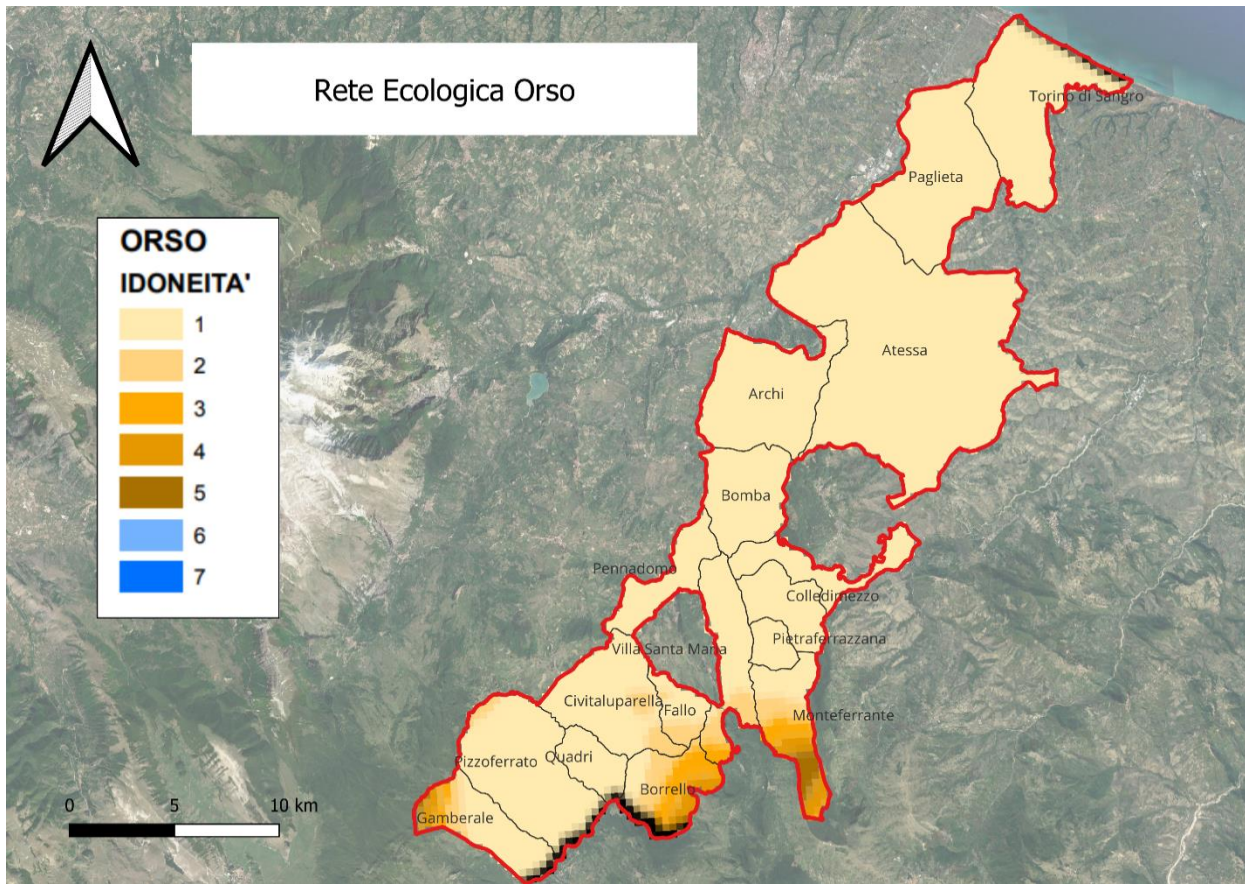 Rete Ecologica Orso
ORSO
IDONEITA'
1
2
3
4
5
6
7
Torino di Sangro
Paglieta
Atessa
Archi
Bomba
Pennadomo
Colledimezzo
Pietraferrazzana
Villa Santa Maria
Civitaluparella
Fallo
Monteferrante
Quadri
Pizzoferrato
Borrello
Gamberale
0 5 10 km